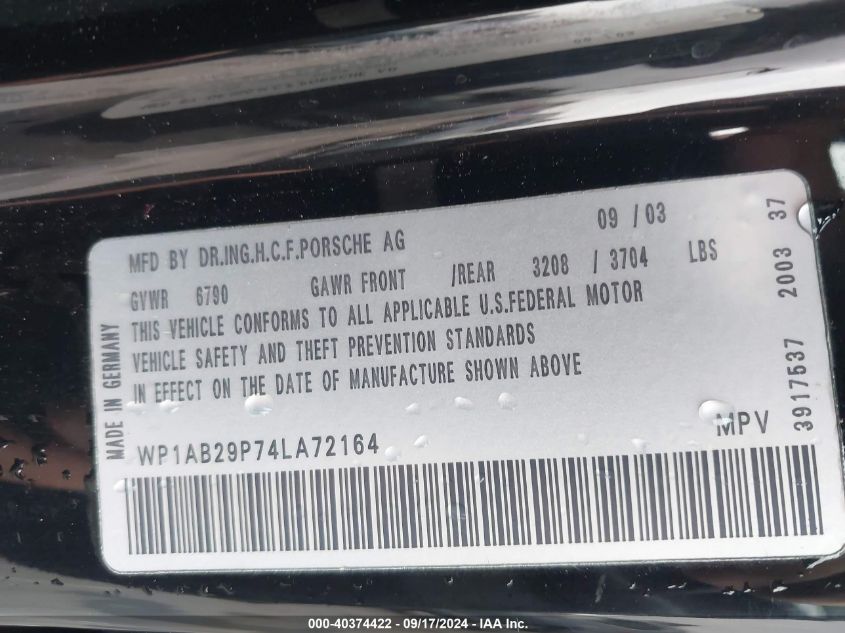 MFD BY DR.ING.H.C.F.PORSCHE AG 09 / 03
GVWR 6790 GAWR FRONT /REAR 3208 / 3704 LBS
THIS VEHICLE CONFORMS TO ALL APPLICABLE U.S.FEDERAL MOTOR
VEHICLE SAFETY AND THEFT PREVENTION STANDARDS
IN EFFECT ON THE DATE OF MANUFACTURE SHOWN ABOVE
WP1AB29P74LA72164 MPV
MADE IN GERMANY
3917537 2003 37
000-40374422 - 09/17/2024 - IAA Inc.